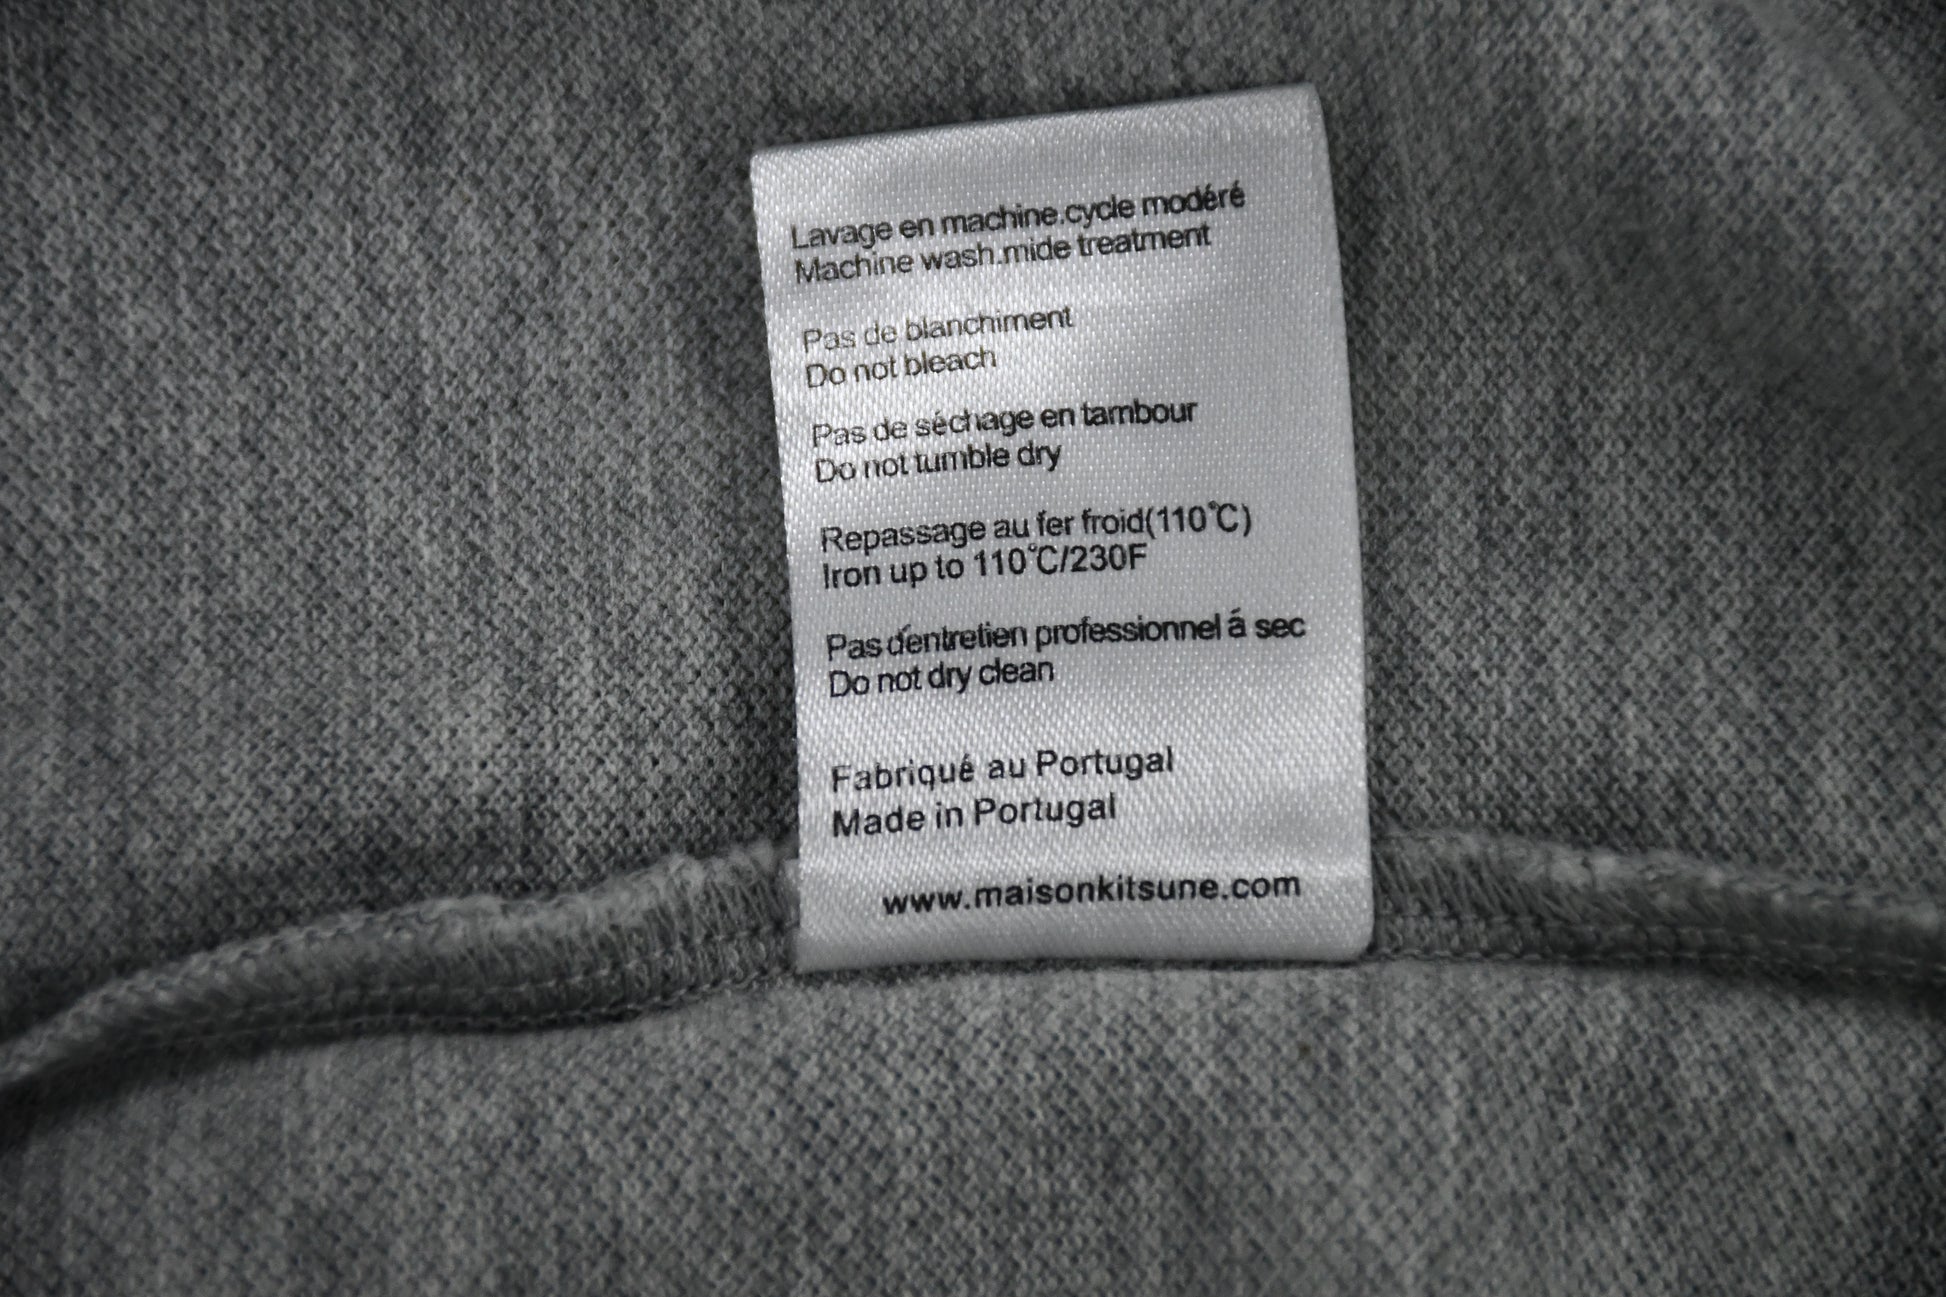 Lavage en machine.cycle modéré
Machine wash.mide treatment
Pas de blanchiment
Do not bleach
Pas de séchage en tambour
Do not tumble dry
Repassage au fer froid(110℃)
Iron up to 110℃/230F
Pas d'entretien professionnel á sec
Do not dry clean
Fabriqué au Portugal
Made in Portugal
www.maisonkitsune.com